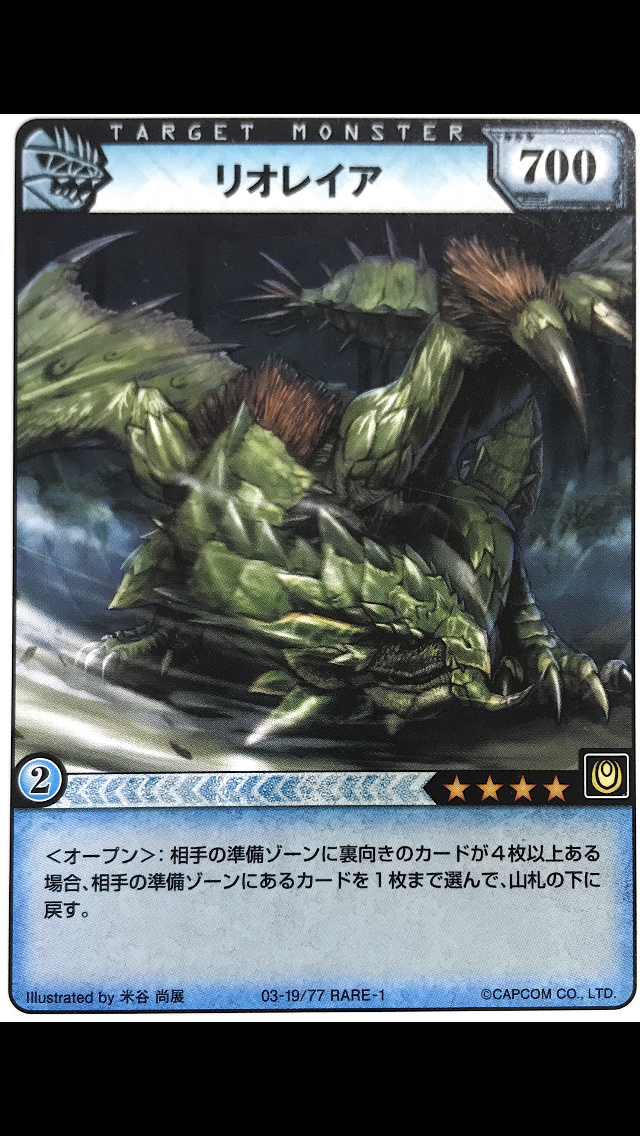 TARGET MONSTER
リオレイア
700
2
<オープン>:相手の準備ゾーンに裏向きのカードが4枚以上ある
場合、相手の準備ゾーンにあるカードを1枚まで選んで、山札の下に
戻す。
Illustrated by 米谷 尚展 03-19/77 RARE-1 ©CAPCOM CO., LTD.